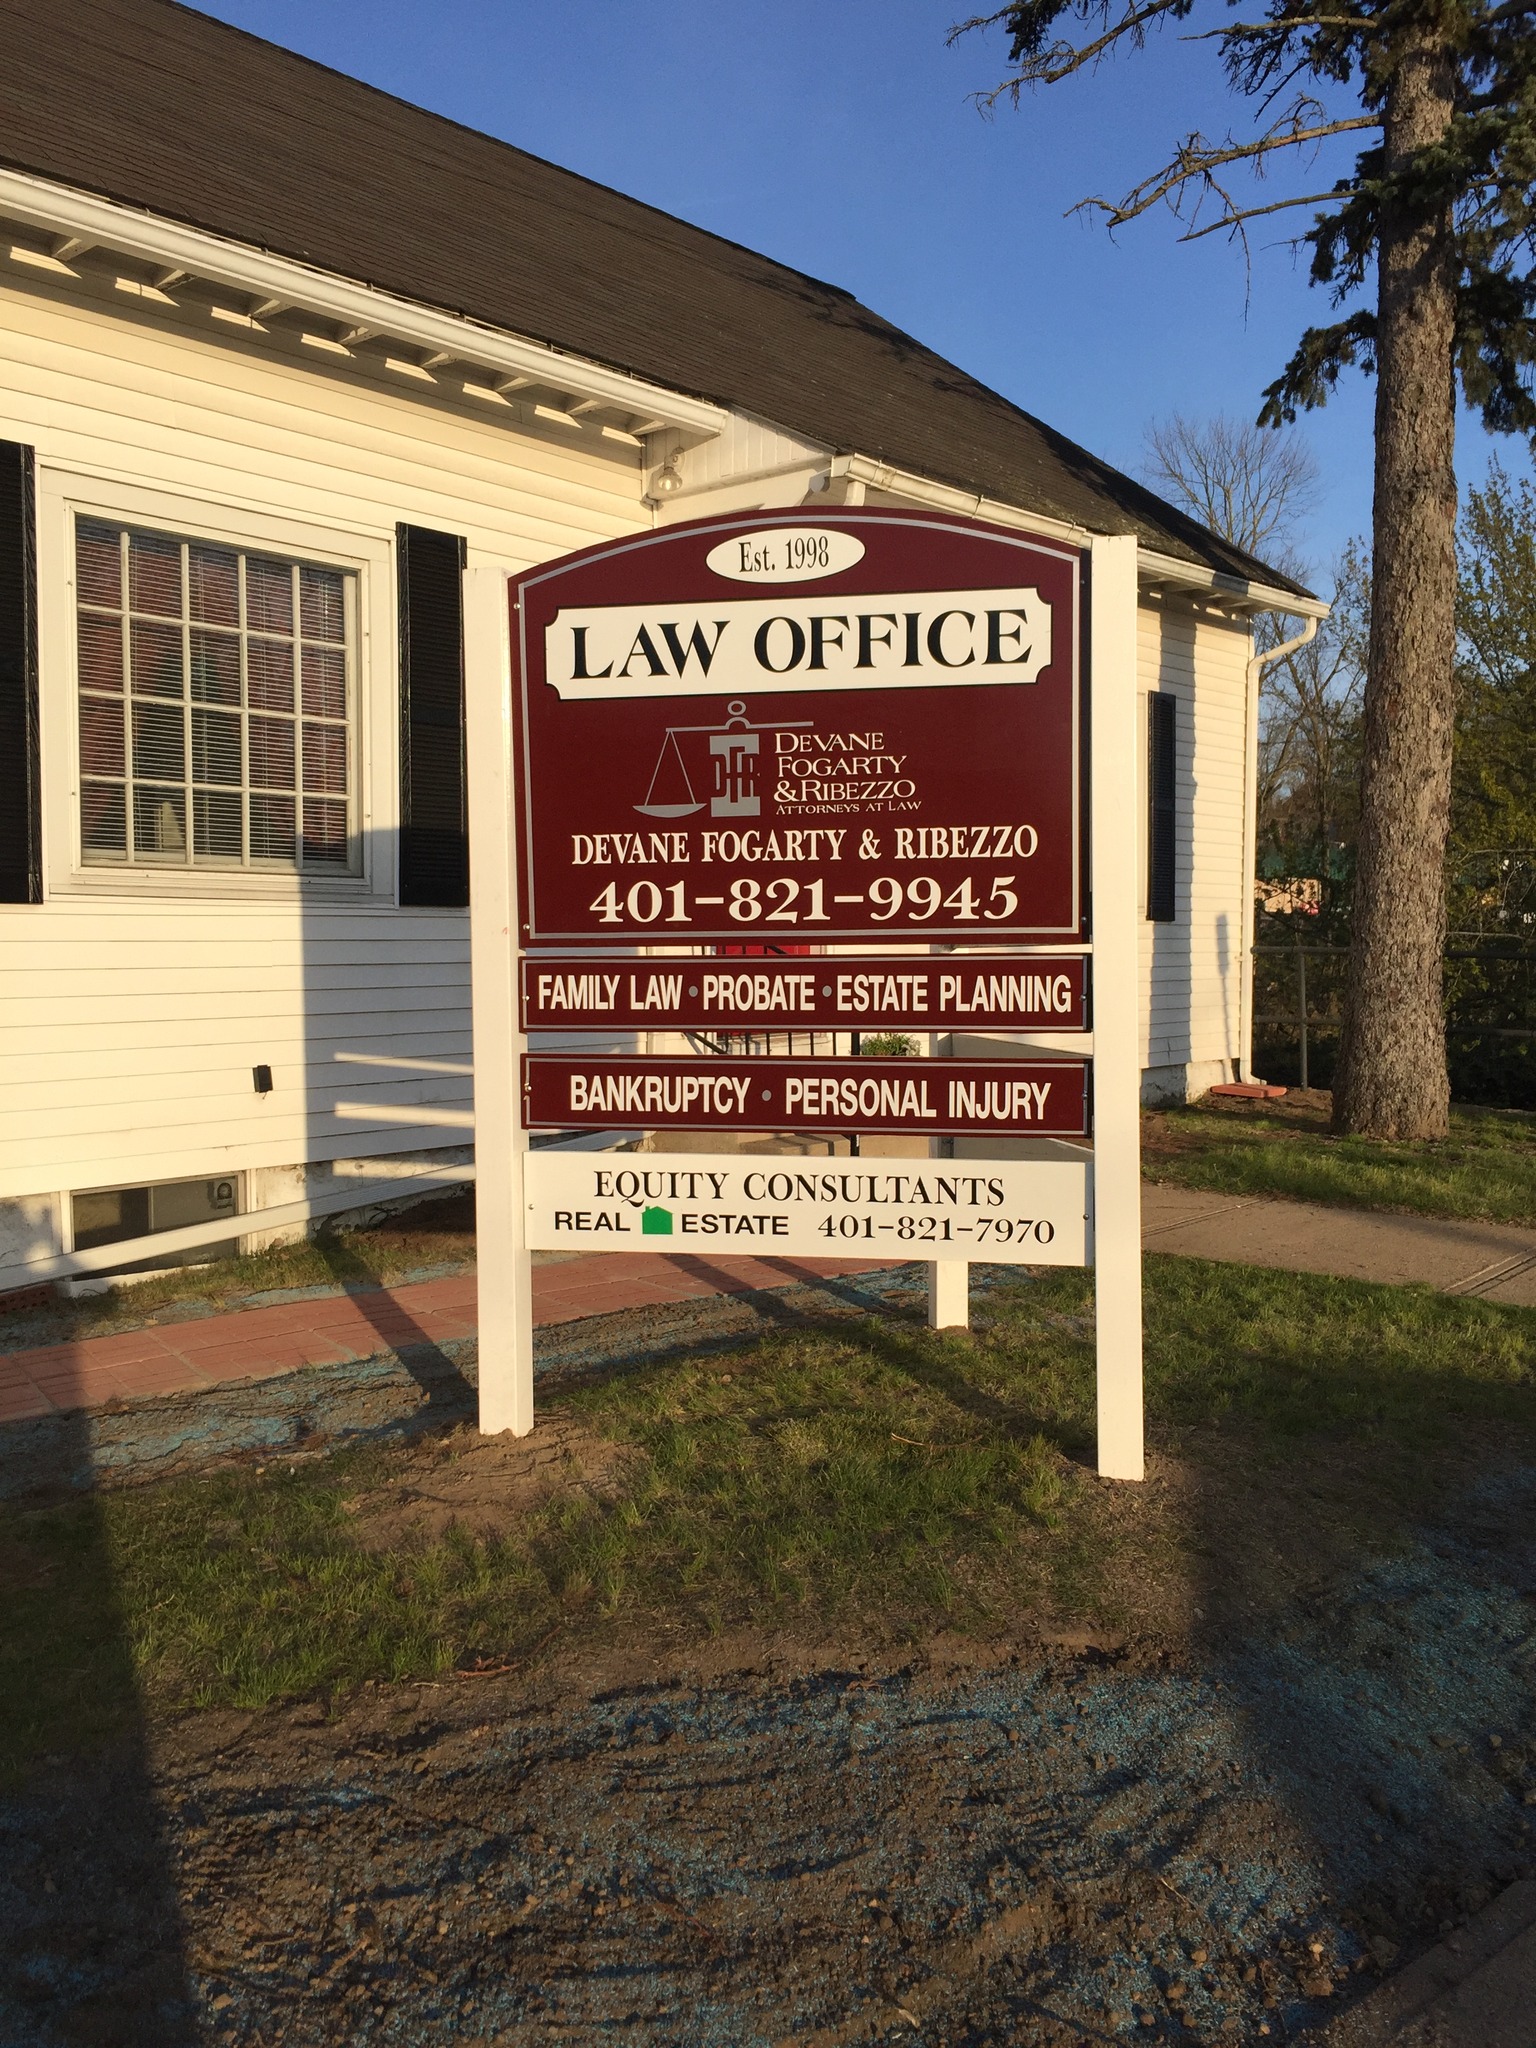 Est. 1998
LAW OFFICE
DFR
DEVANE
FOGARTY
& RIBEZZO
ATTORNEYS AT LAW
DEVANE FOGARTY & RIBEZZO
401-821-9945
FAMILY LAW • PROBATE • ESTATE PLANNING
BANKRUPTCY • PERSONAL INJURY
EQUITY CONSULTANTS
REAL ESTATE 401-821-7970